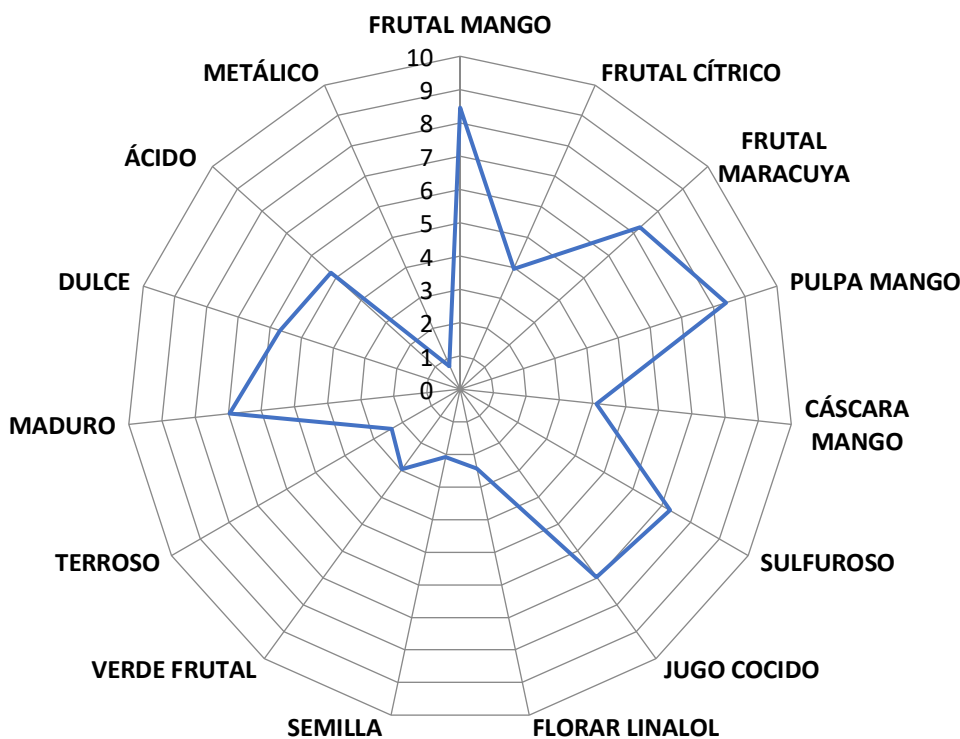 FRUTAL MANGO
FRUTAL CÍTRICO
FRUTAL
MARACUYA
PULPA MANGO
CÁSCARA
MANGO
SULFUROSO
JUGO COCIDO
FLORAR LINALOL
SEMILLA
VERDE FRUTAL
TERROSO
MADURO
DULCE
ÁCIDO
METÁLICO
10
9
8
7
6
5
4
3
2
1
0